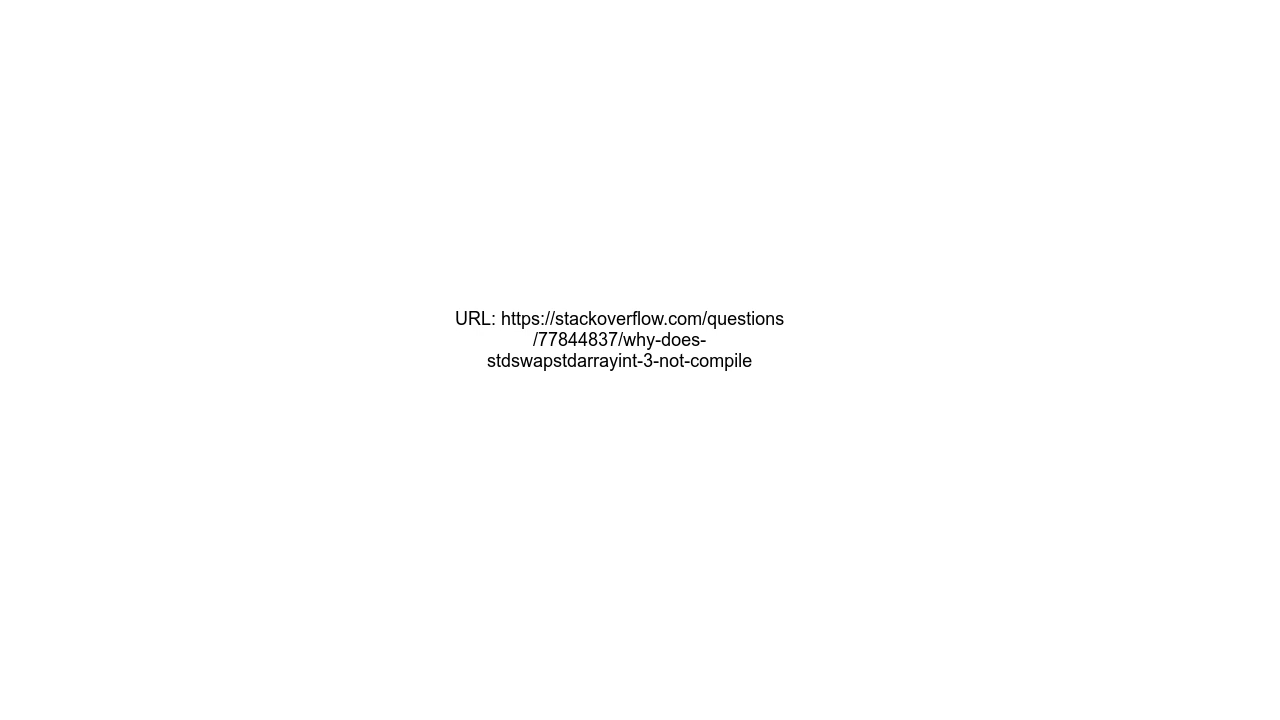 URL: https://stackoverflow.com/questions
/77844837/why-does-
stdswapstdarrayint-3-not-compile